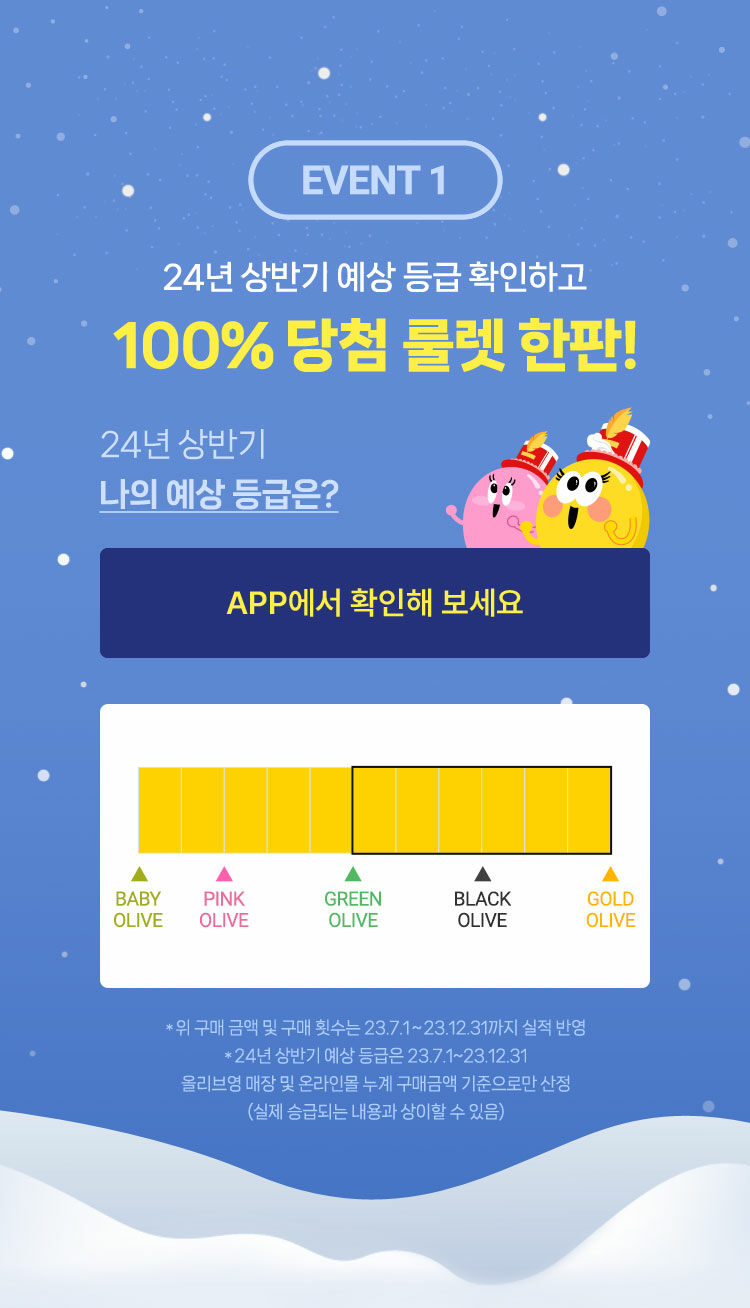 EVENT 1
24년 상반기 예상 등급 확인하고
100% 당첨 룰렛 한판!
24년 상반기
나의 예상 등급은?
APP에서 확인해 보세요
BABY
OLIVE
PINK
OLIVE
GREEN
OLIVE
BLACK
OLIVE
GOLD
OLIVE
*위 구매 금액 및 구매 횟수는 23.7.1~23.12.31까지 실적 반영
*24년 상반기 예상 등급은 23.7.1~23.12.31
올리브영 매장 및 온라인몰 누계 구매금액 기준으로만 산정
(실제 승급되는 내용과 상이할 수 있음)